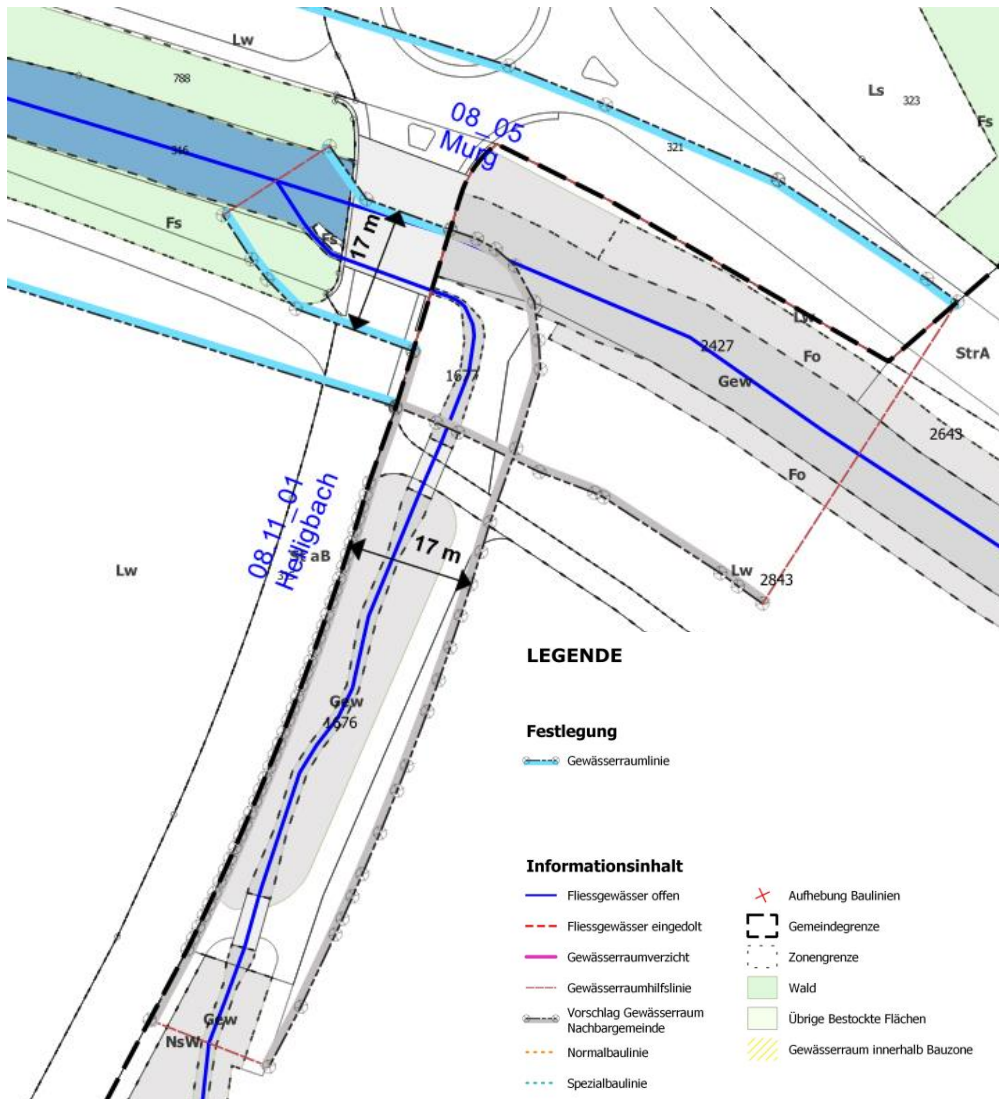 Lw
788
Ls
323
Fs
08_05
Murg
321
316
Fs
Fs
17 m
Lw
2427
StrA
Fo
Gew
1677
2643
Fo
08_11_01
Heiligbach
17 m
Lw
Lw
2843
Gew
1676
Gew
NsW
LEGENDE
Festlegung
Gewässerraumlinie
Informationsinhalt
Fliessgewässer offen
Fliessgewässer eingedolt
Gewässerraumverzicht
Gewässerraumhilfslinie
Vorschlag Gewässerraum
Nachbargemeinde
Normalbaulinie
Spezialbaulinie
Aufhebung Baulinien
Gemeindegrenze
Zonengrenze
Wald
Übrige Bestockte Flächen
Gewässerraum innerhalb Bauzone